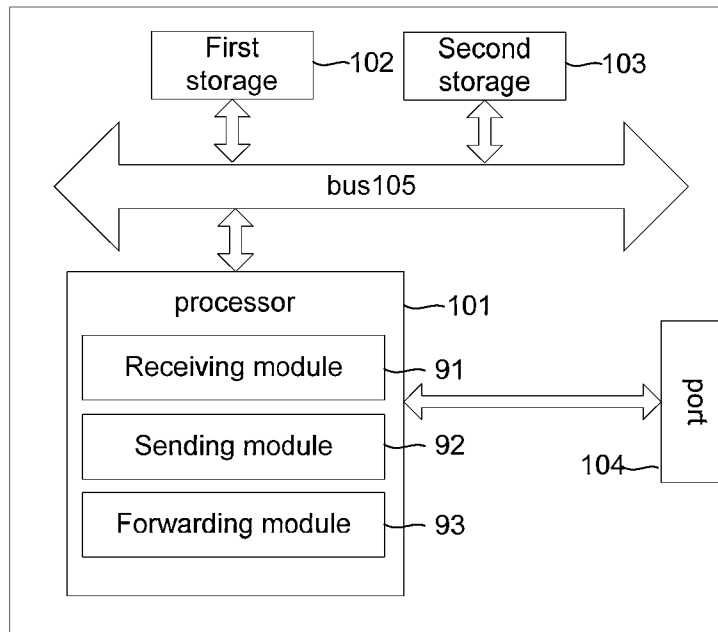 First
storage
102
Second
storage
103
bus105
processor
101
Receiving module
91
Sending module
92
Forwarding module
93
port
104